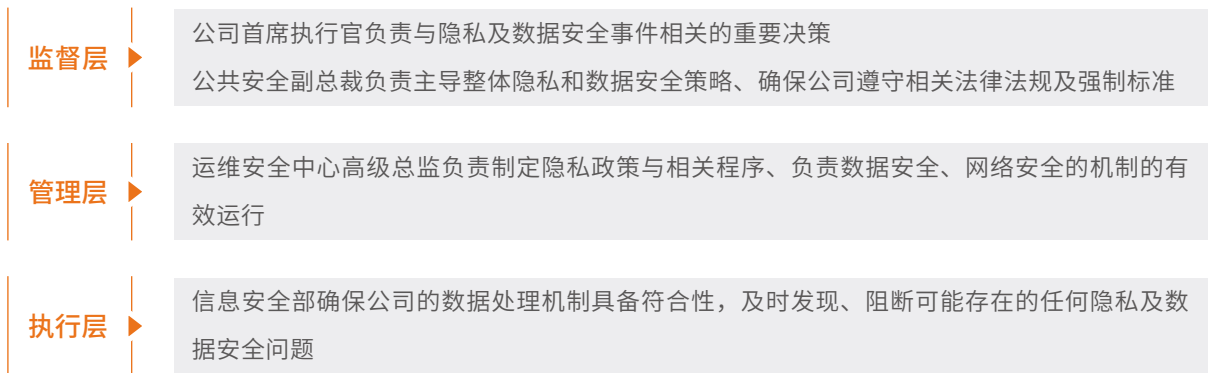 监督层
公司首席执行官负责与隐私及数据安全事件相关的重要决策
公共安全副总裁负责主导整体隐私和数据安全策略、确保公司遵守相关法律法规及强制标准
管理层
运维安全中心高级总监负责制定隐私政策与相关程序、负责数据安全、网络安全的机制的有
效运行
执行层
信息安全部确保公司的数据处理机制具备符合性，及时发现、阻断可能存在的任何隐私及数
据安全问题